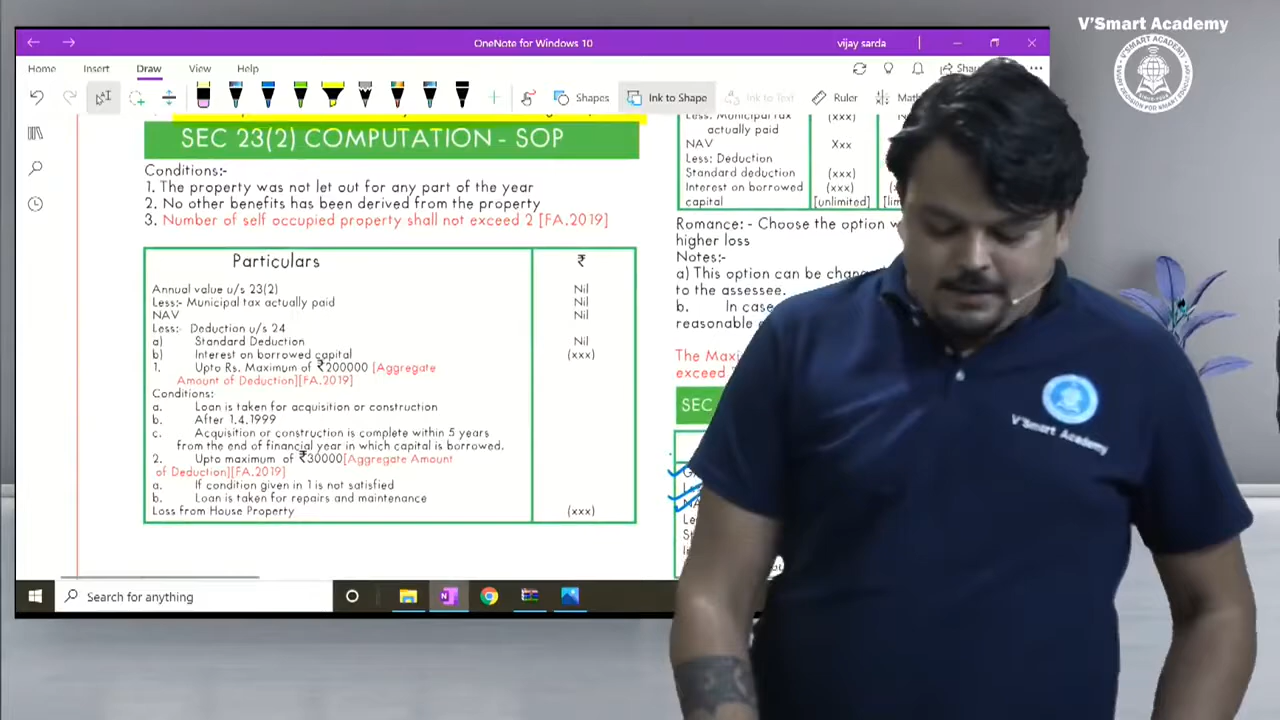 V'Smart Academy
OneNote for Windows 10
vijay sarda
Home
Insert
Draw
View
Help
Shapes
Ink to Shape
Ink to Text
Ruler
SEC 23(2) COMPUTATION - SOP
Conditions:-
1. The property was not let out for any part of the year
2. No other benefits has been derived from the property
3. Number of self occupied property shall not exceed 2 [FA.2019]
Particulars ₹
Annual value u/s 23(2) Nil
Less:- Municipal tax actually paid Nil
NAV Nil
Less:- Deduction u/s 24
a) Standard Deduction Nil
b) Interest on borrowed capital (xxx)
1. Upto Rs. Maximum of ₹200000 [Aggregate
Amount of Deduction][FA.2019]
Conditions:
a. Loan is taken for acquisition or construction
b. After 1.4.1999
c. Acquisition or construction is complete within 5 years
from the end of financial year in which capital is borrowed.
2. Upto maximum of ₹30000[Aggregate Amount
of Deduction][FA.2019]
a. If condition given in 1 is not satisfied
b. Loan is taken for repairs and maintenance
Loss from House Property (xxx)
Less: Municipal tax (xxx)
actually paid
NAV Xxx
Less: Deduction
Standard deduction (xxx)
Interest on borrowed (xxx)
capital [unlimited]
Romance: - Choose the option
higher loss
Notes:-
a) This option can be
to the assessee.
b. In case
reasonable
The
exceed
SEC
Search for anything
V'Smart Academy